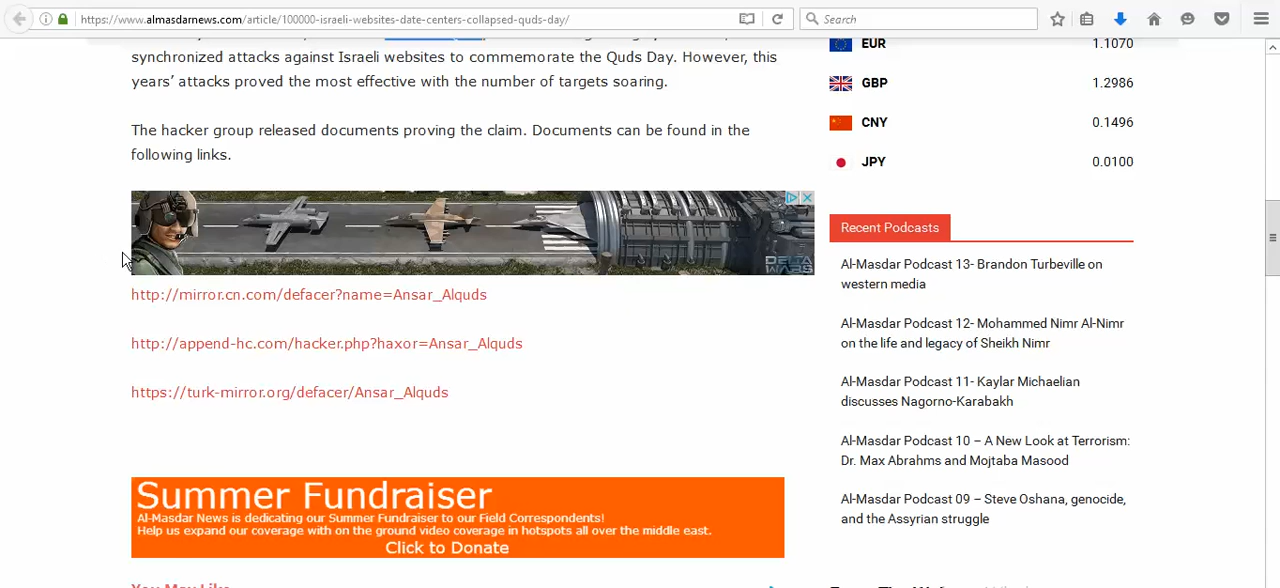 https://www.almasdarnews.com/article/100000-israeli-websites-date-centers-collapsed-quds-day/
Search
synchronized attacks against Israeli websites to commemorate the Quds Day. However, this
years’ attacks proved the most effective with the number of targets soaring.
The hacker group released documents proving the claim. Documents can be found in the
following links.
DELTA
WARS
http://mirror.cn.com/defacer?name=Ansar_Alquds
http://append-hc.com/hacker.php?haxor=Ansar_Alquds
https://turk-mirror.org/defacer/Ansar_Alquds
Summer Fundraiser
Al-Masdar News is dedicating our Summer Fundraiser to our Field Correspondents!
Help us expand our coverage with on the ground video coverage in hotspots all over the middle east.
Click to Donate
You May Like
EUR 1.1070
GBP 1.2986
CNY 0.1496
JPY 0.0100
Recent Podcasts
Al-Masdar Podcast 13- Brandon Turbeville on
western media
Al-Masdar Podcast 12- Mohammed Nimr Al-Nimr
on the life and legacy of Sheikh Nimr
Al-Masdar Podcast 11- Kaylar Michaelian
discusses Nagorno-Karabakh
Al-Masdar Podcast 10 – A New Look at Terrorism:
Dr. Max Abrahms and Mojtaba Masood
Al-Masdar Podcast 09 – Steve Oshana, genocide,
and the Assyrian struggle